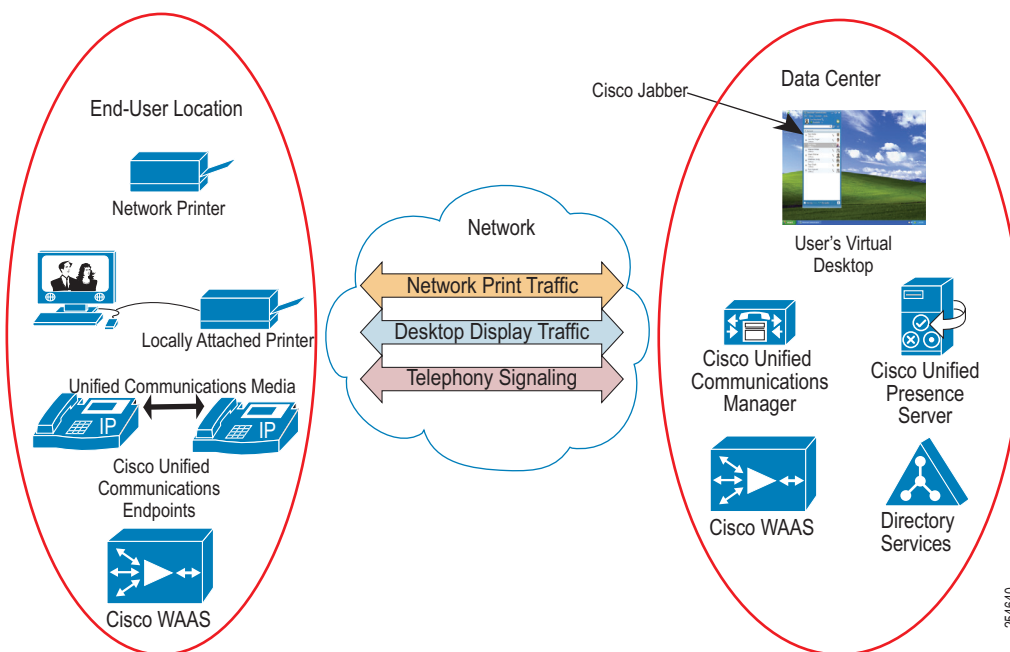 End-User Location
Network Printer
Locally Attached Printer
Unified Communications Media
IP
IP
Cisco Unified
Communications
Endpoints
Cisco WAAS
Network
Network Print Traffic
Desktop Display Traffic
Telephony Signaling
Data Center
Cisco Jabber
User's Virtual
Desktop
Cisco Unified
Communications
Manager
Cisco Unified
Presence
Server
Cisco WAAS
Directory
Services